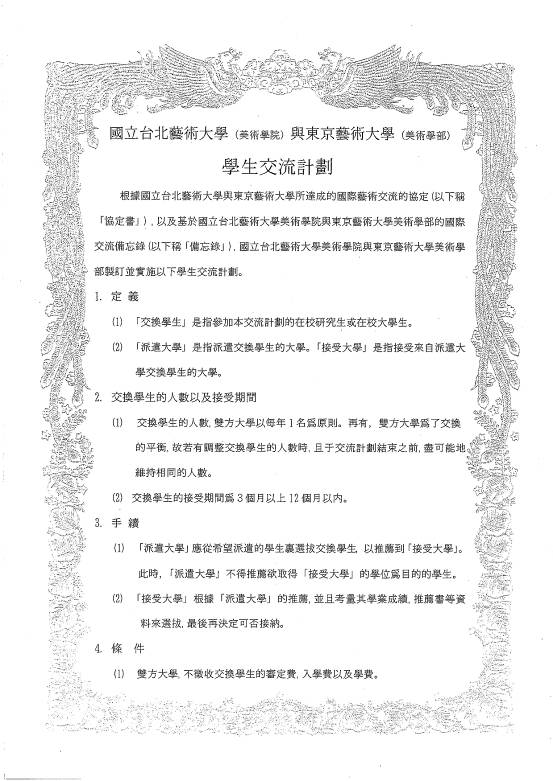 國立台北藝術大學（美術學院）與東京藝術大學（美術學部）
學生交流計劃
根據國立台北藝術大學與東京藝術大學所達成的國際藝術交流的協定(以下稱
「協定書」), 以及基於國立台北藝術大學美術學院與東京藝術大學美術學部的國際
交流備忘錄(以下稱「備忘錄」), 國立台北藝術大學美術學院與東京藝術大學美術學
部製訂並實施以下學生交流計劃。
1. 定 義
(1) 「交換學生」是指參加本交流計劃的在校研究生或在校大學生。
(2) 「派遣大學」是指派遣交換學生的大學。「接受大學」是指接受來自派遣大
學交換學生的大學。
2. 交換學生的人數以及接受期間
(1) 交換學生的人數, 雙方大學以每年1名爲原則。再有, 雙方大學爲了交換
的平衡, 故若有調整交換學生的人數時, 且于交流計劃結束之前, 盡可能地
維持相同的人數。
(2) 交換學生的接受期間爲3個月以上12個月以內。
3. 手 續
(1) 「派遣大學」應從希望派遣的學生裏選拔交換學生, 以推薦到「接受大學」。
此時, 「派遣大學」不得推薦欲取得「接受大學」的學位爲目的的學生。
(2) 「接受大學」根據「派遣大學」的推薦, 並且考量其學業成績, 推薦書等資
料來選拔, 最後再決定可否接納。
4. 條 件
(1) 雙方大學, 不徵收交換學生的審定費, 入學費以及學費。